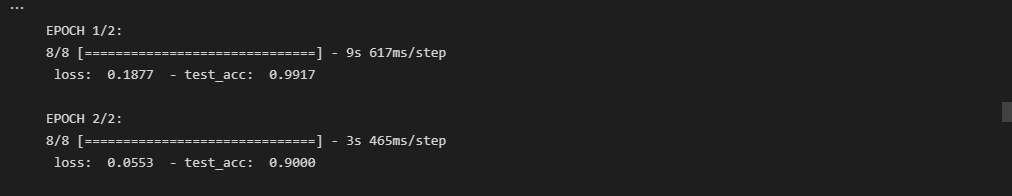 ...
EPOCH 1/2:
8/8 [==============================] - 9s 617ms/step
loss: 0.1877 - test_acc: 0.9917
EPOCH 2/2:
8/8 [==============================] - 3s 465ms/step
loss: 0.0553 - test_acc: 0.9000